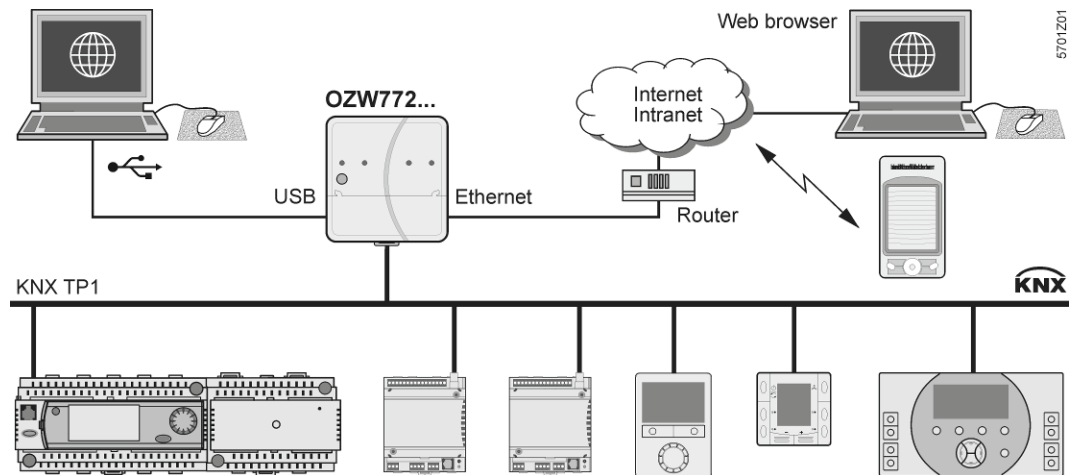 Web browser
5701Z01
OZW772...
Internet
Intranet
USB
Ethernet
Router
KNX TP1
KNX